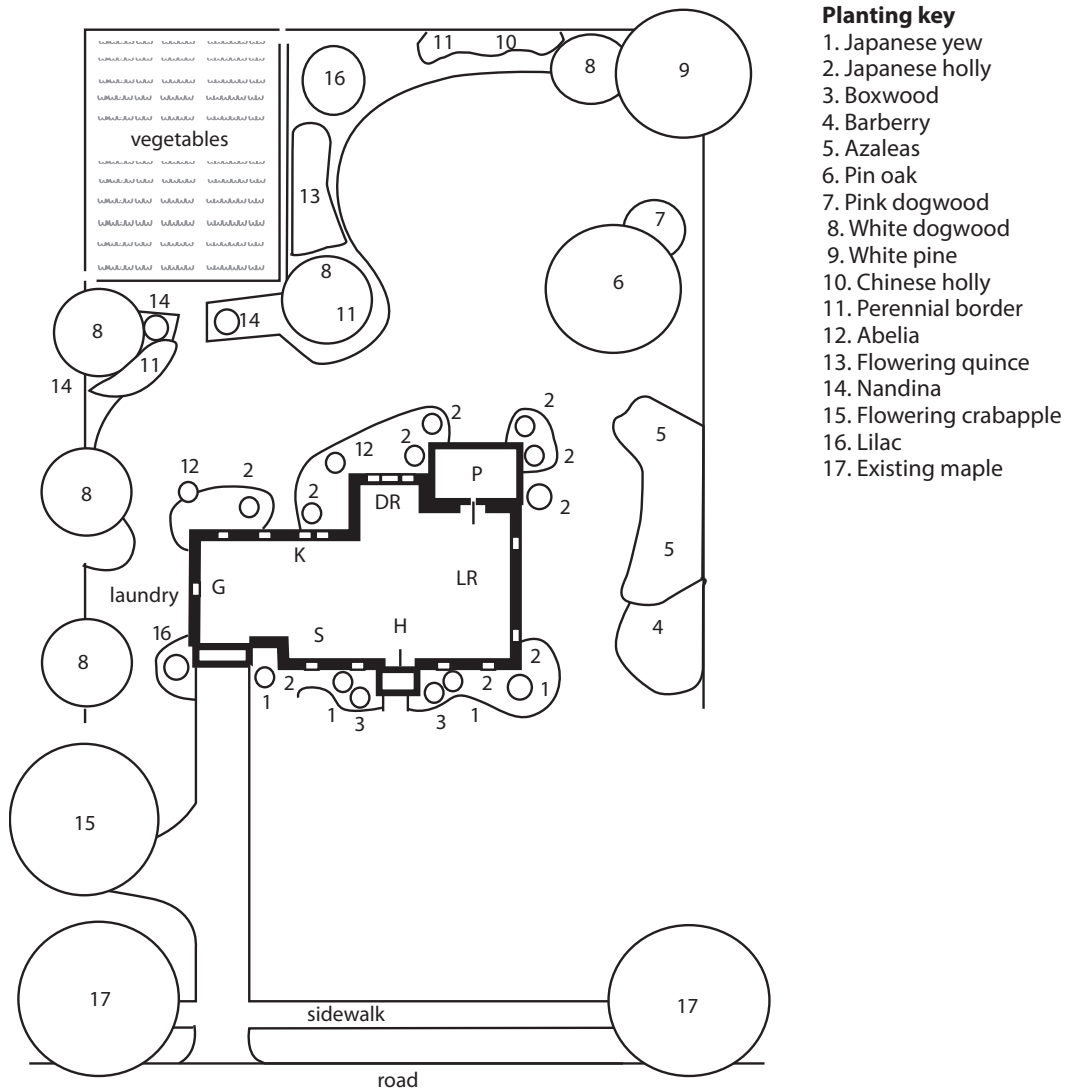 Planting key
1. Japanese yew
2. Japanese holly
3. Boxwood
4. Barberry
5. Azaleas
6. Pin oak
7. Pink dogwood
8. White dogwood
9. White pine
10. Chinese holly
11. Perennial border
12. Abelia
13. Flowering quince
14. Nandina
15. Flowering crabapple
16. Lilac
17. Existing maple
11 10
16 8 9
vegetables
13
7
8
6
14
8 14 11
11
14
2 2
5
12 2 2
12 2 P
8 2 DR 2
5
K
G LR
laundry
16 S H 4
8 2
2 2 1
1 1 3 3 1
15
17 17
sidewalk
road